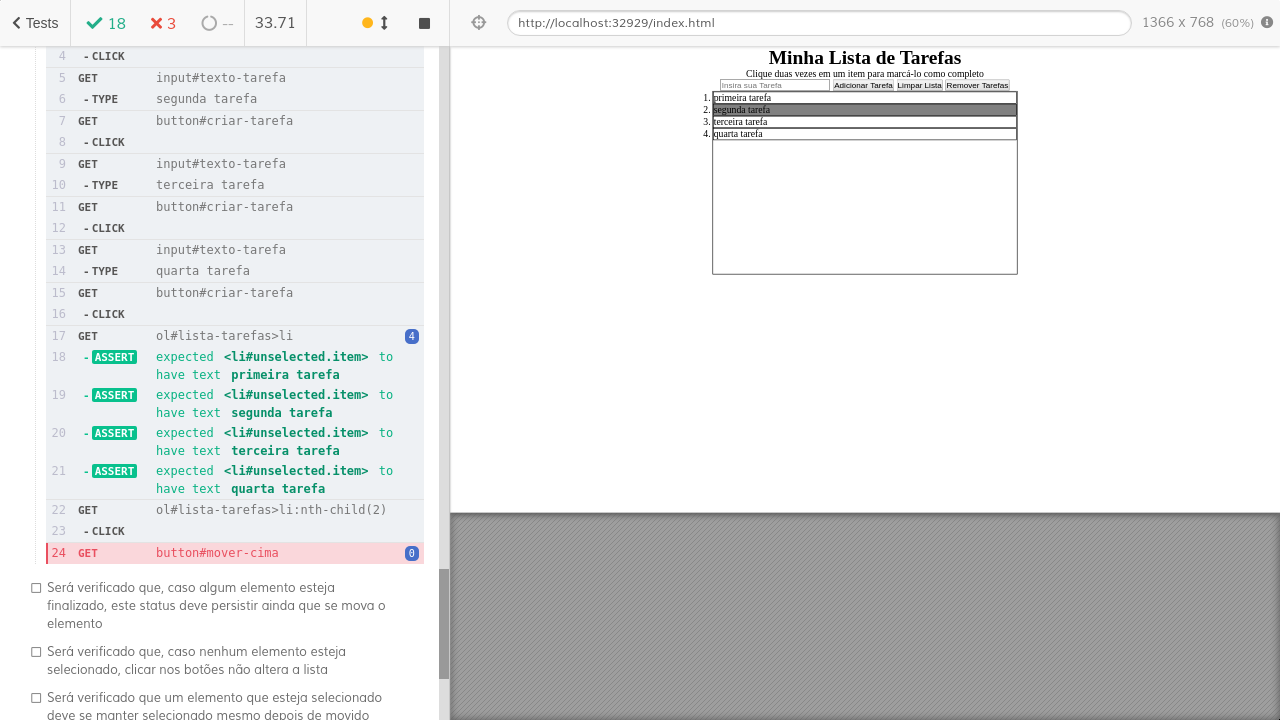 Tests 18 3 -- 33.71
http://localhost:32929/index.html 1366 x 768 (60%)
4 - CLICK
5 GET input#texto-tarefa
6 - TYPE segunda tarefa
7 GET button#criar-tarefa
8 - CLICK
9 GET input#texto-tarefa
10 - TYPE terceira tarefa
11 GET button#criar-tarefa
12 - CLICK
13 GET input#texto-tarefa
14 - TYPE quarta tarefa
15 GET button#criar-tarefa
16 - CLICK
17 GET ol#lista-tarefas>li 4
18 - ASSERT expected <li#unselected.item> to
have text primeira tarefa
19 - ASSERT expected <li#unselected.item> to
have text segunda tarefa
20 - ASSERT expected <li#unselected.item> to
have text terceira tarefa
21 - ASSERT expected <li#unselected.item> to
have text quarta tarefa
22 GET ol#lista-tarefas>li:nth-child(2)
23 - CLICK
24 GET button#mover-cima 0
Será verificado que, caso algum elemento esteja
finalizado, este status deve persistir ainda que se mova o
elemento
Será verificado que, caso nenhum elemento esteja
selecionado, clicar nos botões não altera a lista
Será verificado que um elemento que esteja selecionado
deve se manter selecionado mesmo depois de movido
Minha Lista de Tarefas
Clique duas vezes em um item para marcá-lo como completo
Insira sua Tarefa Adicionar Tarefa Limpar Lista Remover Tarefas
1. primeira tarefa
2. segunda tarefa
3. terceira tarefa
4. quarta tarefa